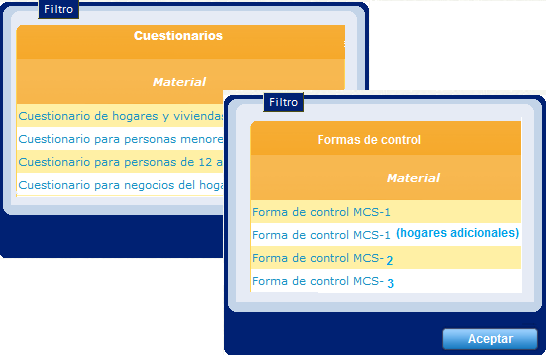 Filtro
Cuestionarios
Material
Cuestionario de hogares y viviendas
Cuestionario para personas menore
Cuestionario para personas de 12 a
Cuestionario para negocios del hoga
Filtro
Formas de control
Material
Forma de control MCS-1
Forma de control MCS-1 (hogares adicionales)
Forma de control MCS-2
Forma de control MCS-3
Aceptar